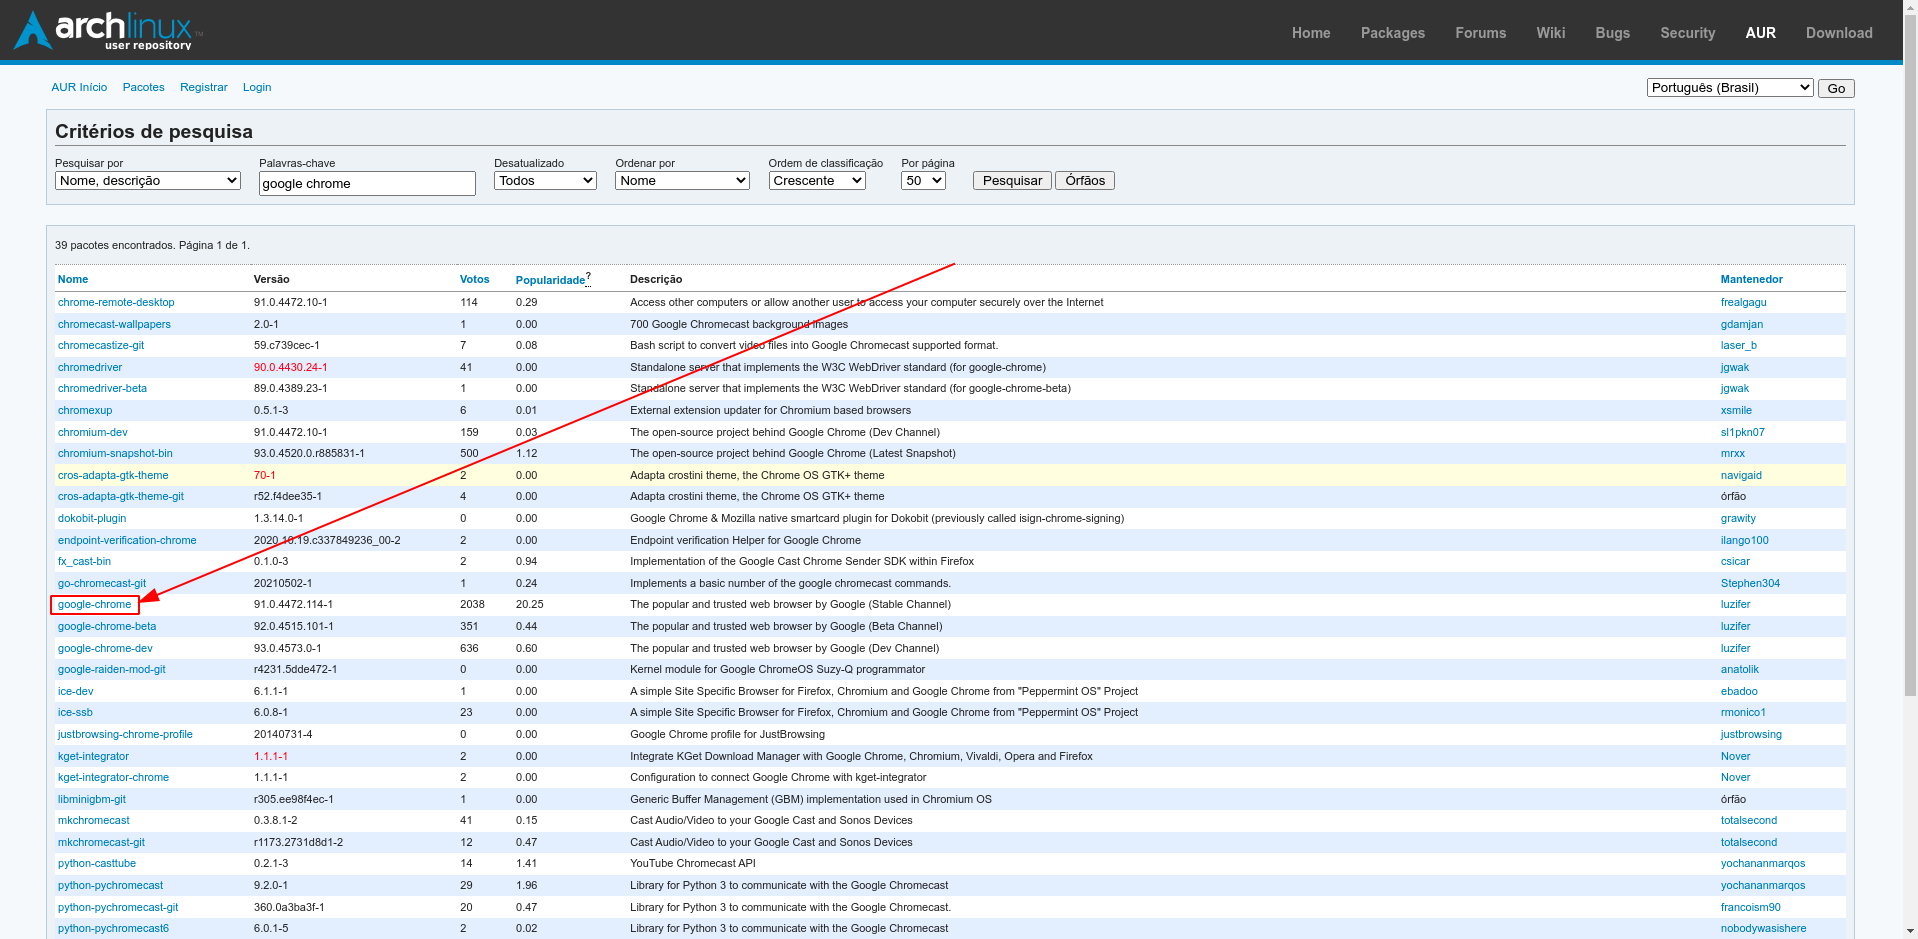 archlinux™
user repository
Home Packages Forums Wiki Bugs Security AUR Download
AUR Início Pacotes Registrar Login
Português (Brasil) Go
Critérios de pesquisa
Pesquisar por Palavras-chave Desatualizado Ordenar por Ordem de classificação Por página
Nome, descrição google chrome Todos Nome Crescente 50 Pesquisar Órfãos
39 pacotes encontrados. Página 1 de 1.
Nome Versão Votos Popularidade? Descrição Mantenedor
chrome-remote-desktop 91.0.4472.10-1 114 0.29 Access other computers or allow another user to access your computer securely over the Internet frealgagu
chromecast-wallpapers 2.0-1 1 0.00 700 Google Chromecast background images gdamjan
chromecastize-git 59.c739cec-1 7 0.08 Bash script to convert video files into Google Chromecast supported format. laser_b
chromedriver 90.0.4430.24-1 41 0.00 Standalone server that implements the W3C WebDriver standard (for google-chrome) jgwak
chromedriver-beta 89.0.4389.23-1 1 0.00 Standalone server that implements the W3C WebDriver standard (for google-chrome-beta) jgwak
chromexup 0.5.1-3 6 0.01 External extension updater for Chromium based browsers xsmile
chromium-dev 91.0.4472.10-1 159 0.03 The open-source project behind Google Chrome (Dev Channel) sl1pkn07
chromium-snapshot-bin 93.0.4520.0.r885831-1 500 1.12 The open-source project behind Google Chrome (Latest Snapshot) mrxx
cros-adapta-gtk-theme 70-1 2 0.00 Adapta crostini theme, the Chrome OS GTK+ theme navigaid
cros-adapta-gtk-theme-git r52.f4dee35-1 4 0.00 Adapta crostini theme, the Chrome OS GTK+ theme órfão
dokobit-plugin 1.3.14.0-1 0 0.00 Google Chrome & Mozilla native smartcard plugin for Dokobit (previously called isign-chrome-signing) grawity
endpoint-verification-chrome 2020.10.19.c337849236_00-2 2 0.00 Endpoint verification Helper for Google Chrome ilango100
fx_cast-bin 0.1.0-3 2 0.94 Implementation of the Google Cast Chrome Sender SDK within Firefox csicar
go-chromecast-git 20210502-1 1 0.24 Implements a basic number of the google chromecast commands. Stephen304
google-chrome 91.0.4472.114-1 2038 20.25 The popular and trusted web browser by Google (Stable Channel) luzifer
google-chrome-beta 92.0.4515.101-1 351 0.44 The popular and trusted web browser by Google (Beta Channel) luzifer
google-chrome-dev 93.0.4573.0-1 636 0.60 The popular and trusted web browser by Google (Dev Channel) luzifer
google-raiden-mod-git r4231.5dde472-1 0 0.00 Kernel module for Google ChromeOS Suzy-Q programmator anatolik
ice-dev 6.1.1-1 1 0.00 A simple Site Specific Browser for Firefox, Chromium and Google Chrome from "Peppermint OS" Project ebadoo
ice-ssb 6.0.8-1 23 0.00 A simple Site Specific Browser for Firefox, Chromium and Google Chrome from "Peppermint OS" Project rmonico1
justbrowsing-chrome-profile 20140731-4 0 0.00 Google Chrome profile for JustBrowsing justbrowsing
kget-integrator 1.1.1-1 2 0.00 Integrate KGet Download Manager with Google Chrome, Chromium, Vivaldi, Opera and Firefox Nover
kget-integrator-chrome 1.1.1-1 2 0.00 Configuration to connect Google Chrome with kget-integrator Nover
libminigbm-git r305.ee98f4ec-1 1 0.00 Generic Buffer Management (GBM) implementation used in Chromium OS órfão
mkchromecast 0.3.8.1-2 41 0.15 Cast Audio/Video to your Google Cast and Sonos Devices totalsecond
mkchromecast-git r1173.2731d8d1-2 12 0.47 Cast Audio/Video to your Google Cast and Sonos Devices totalsecond
python-casttube 0.2.1-3 14 1.41 YouTube Chromecast API yochananmarqos
python-pychromecast 9.2.0-1 29 1.96 Library for Python 3 to communicate with the Google Chromecast yochananmarqos
python-pychromecast-git 360.0a3ba3f-1 20 0.47 Library for Python 3 to communicate with the Google Chromecast. francoism90
python-pychromecast6 6.0.1-5 2 0.02 Library for Python 3 to communicate with the Google Chromecast nobodywasishere